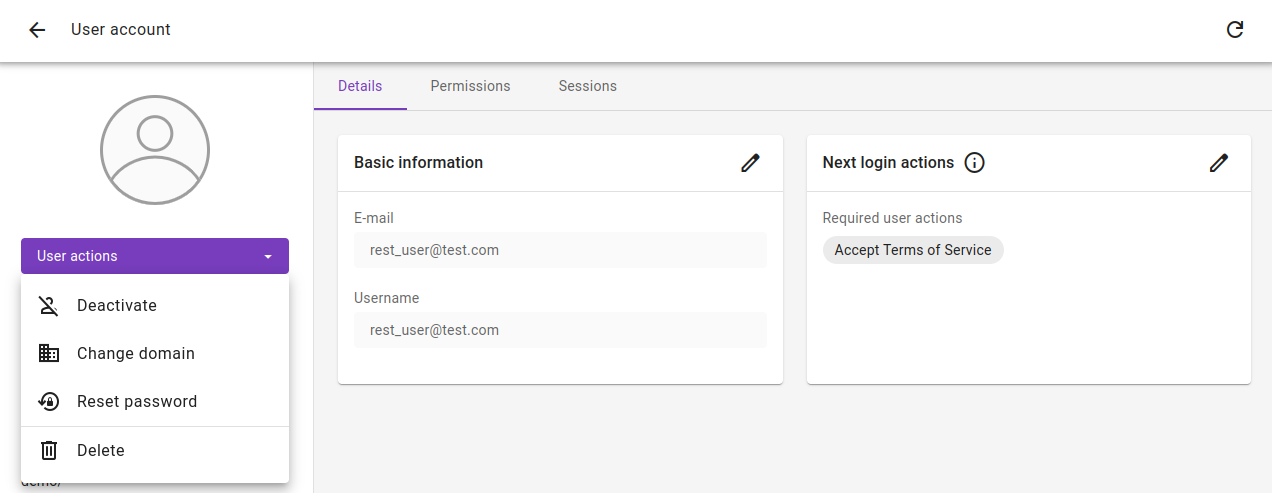 User account
Details
Permissions
Sessions
User actions
Deactivate
Change domain
Reset password
Delete
Basic information
E-mail
rest_user@test.com
Username
rest_user@test.com
Next login actions
Required user actions
Accept Terms of Service